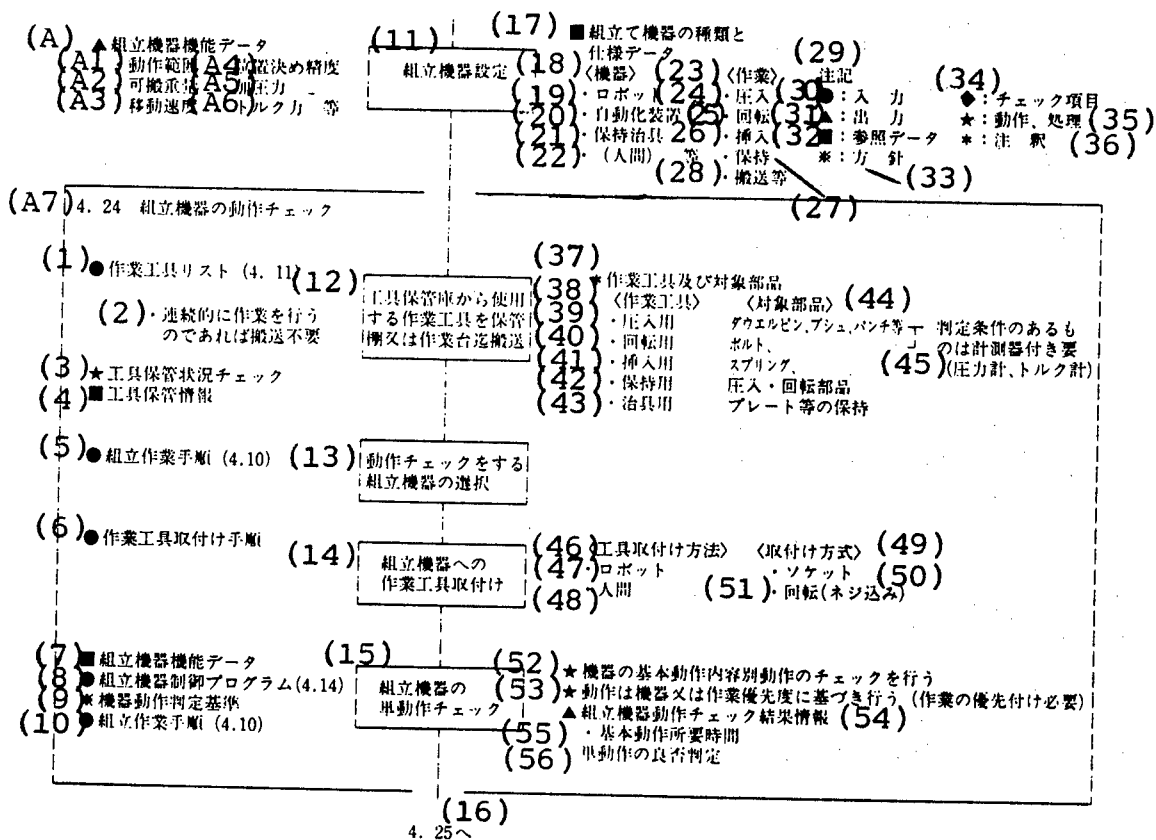 (A) ▲組立機器機能データ
(A1) 動作範囲 (A4) 位置決め精度
(A2) 可搬重量 (A5) 加圧力
(A3) 移動速度 (A6) トルク力 等
(11) 組立機器設定
(17) ■組立て機器の種類と
仕様データ
(18) 〈機器〉 (23) 〈作業〉
(19) ・ロボット (24) ・圧入
(20) ・自動化装置 (25) ・回転
(21) ・保持治具 (26) ・挿入
(22) ・(人間) 等 (27) ・保持
(28) ・搬送等
(29) 注記
(30) ●:入 力 (34) ◆:チェック項目
(31) ▲:出 力 ★:動作、処理 (35)
(32) ■:参照データ *:注 釈 (36)
※:方 針 (33)
(A7) 4.24 組立機器の動作チェック
(1) ●作業工具リスト (4.11)
(2) ・連続的に作業を行う
のであれば搬送不要
(3) ★工具保管状況チェック
(4) ■工具保管情報
(12) 工具保管庫から使用
する作業工具を保管
棚又は作業台迄搬送
(37)
*作業工具及び対象部品
(38) 〈作業工具〉 〈対象部品〉 (44)
(39) ・圧入用 ダウエルピン、ブシュ、パンチ等
(40) ・回転用 ボルト、
(41) ・挿入用 スプリング、
(42) ・保持用 圧入・回転部品
(43) ・治具用 プレート等の保持
(45) 判定条件のあるも
のは計測器付き要
(圧力計、トルク計)
(5) ●組立作業手順 (4.10)
(13) 動作チェックをする
組立機器の選択
(6) ●作業工具取付け手順
(14) 組立機器への
作業工具取付け
(46) 〈工具取付け方法〉 〈取付け方式〉 (49)
(47) ・ロボット ・ソケット (50)
(48) 人間 (51) ・回転(ネジ込み)
(7) ■組立機器機能データ
(8) ●組立機器制御プログラム(4.14)
(9) ※機器動作判定基準
(10) ●組立作業手順 (4.10)
(15) 組立機器の
単動作チェック
(52) ★機器の基本動作内容別動作のチェックを行う
(53) ★動作は機器又は作業優先度に基づき行う (作業の優先付け必要)
▲組立機器動作チェック結果情報 (54)
(55) ・基本動作所要時間
(56) 単動作の良否判定
(16)
4.25へ